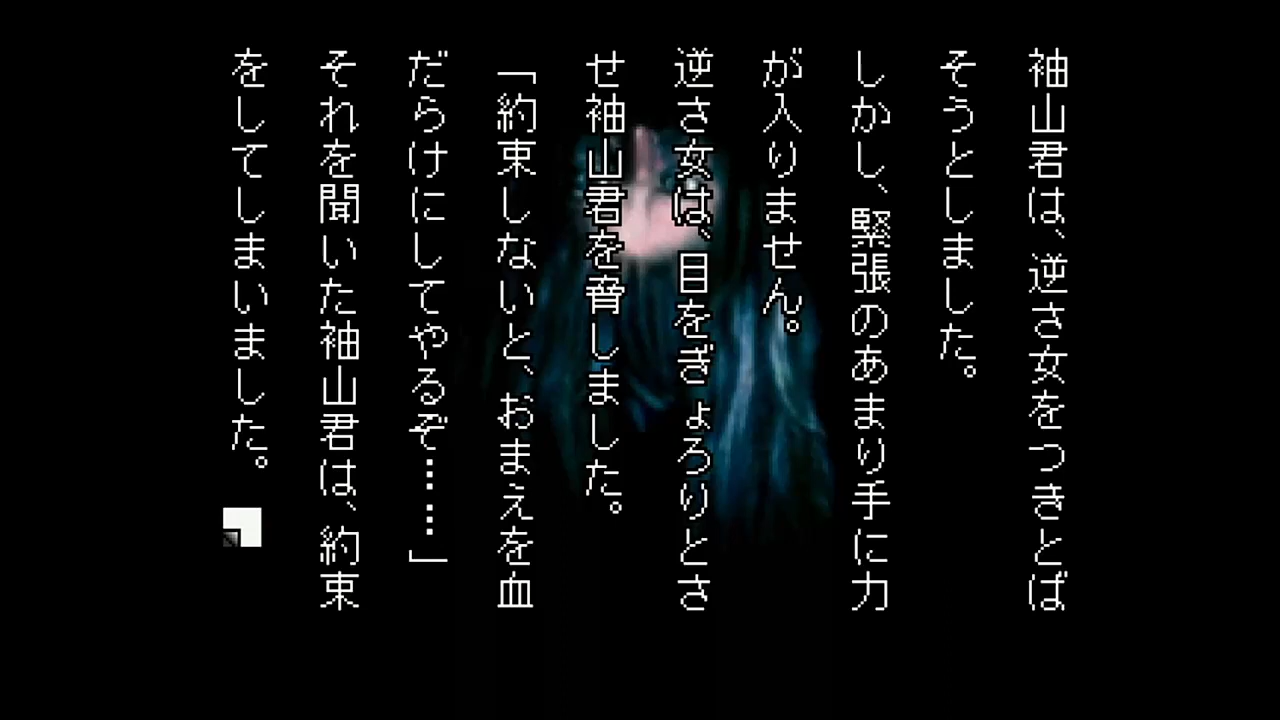 袖山君は、逆さ女をつきとば
そうとしました。
しかし、緊張のあまり手に力
が入りません。
逆さ女は、目をぎょろりとさ
せ袖山君を脅しました。
「約束しないと、おまえを血
だらけにしてやるぞ……」
それを聞いた袖山君は、約束
をしてしまいました。